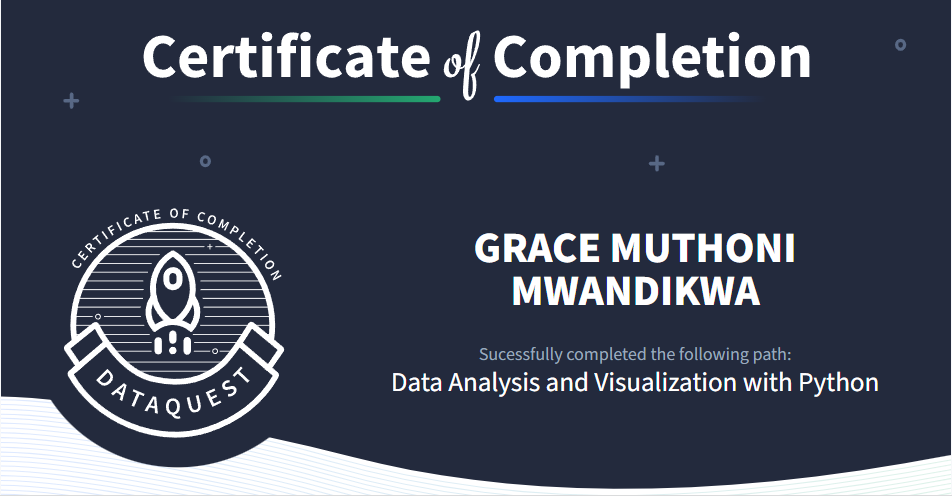 Certificate of Completion
CERTIFICATE OF COMPLETION
DATAQUEST
GRACE MUTHONI
MWANDIKWA
Sucessfully completed the following path:
Data Analysis and Visualization with Python